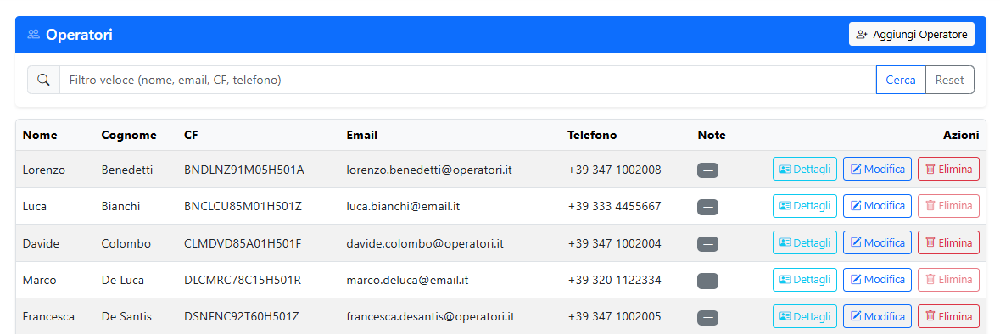 Operatori Aggiungi Operatore
Filtro veloce (nome, email, CF, telefono) Cerca Reset
Nome Cognome CF Email Telefono Note Azioni
Lorenzo Benedetti BNDLNZ91M05H501A lorenzo.benedetti@operatori.it +39 347 1002008 — Dettagli Modifica Elimina
Luca Bianchi BNCLCU85M01H501Z luca.bianchi@email.it +39 333 4455667 — Dettagli Modifica Elimina
Davide Colombo CLMDVD85A01H501F davide.colombo@operatori.it +39 347 1002004 — Dettagli Modifica Elimina
Marco De Luca DLCMRC78C15H501R marco.deluca@email.it +39 320 1122334 — Dettagli Modifica Elimina
Francesca De Santis DSNFNC92T60H501Z francesca.desantis@operatori.it +39 347 1002005 — Dettagli Modifica Elimina